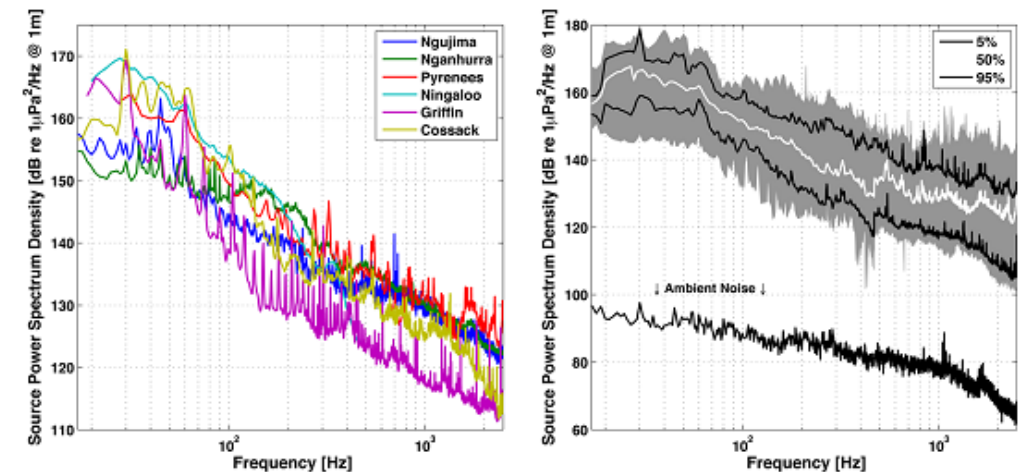 Source Power Spectrum Density [dB re 1μPa²/Hz @ 1m]
170
160
150
140
130
120
110
10²
10³
Frequency [Hz]
Ngujima
Nganhurra
Pyrenees
Ningaloo
Griffin
Cossack
Source Power Spectrum Density [dB re 1μPa²/Hz @ 1m]
180
160
140
120
100
80
60
10²
10³
Frequency [Hz]
5%
50%
95%
↓ Ambient Noise ↓